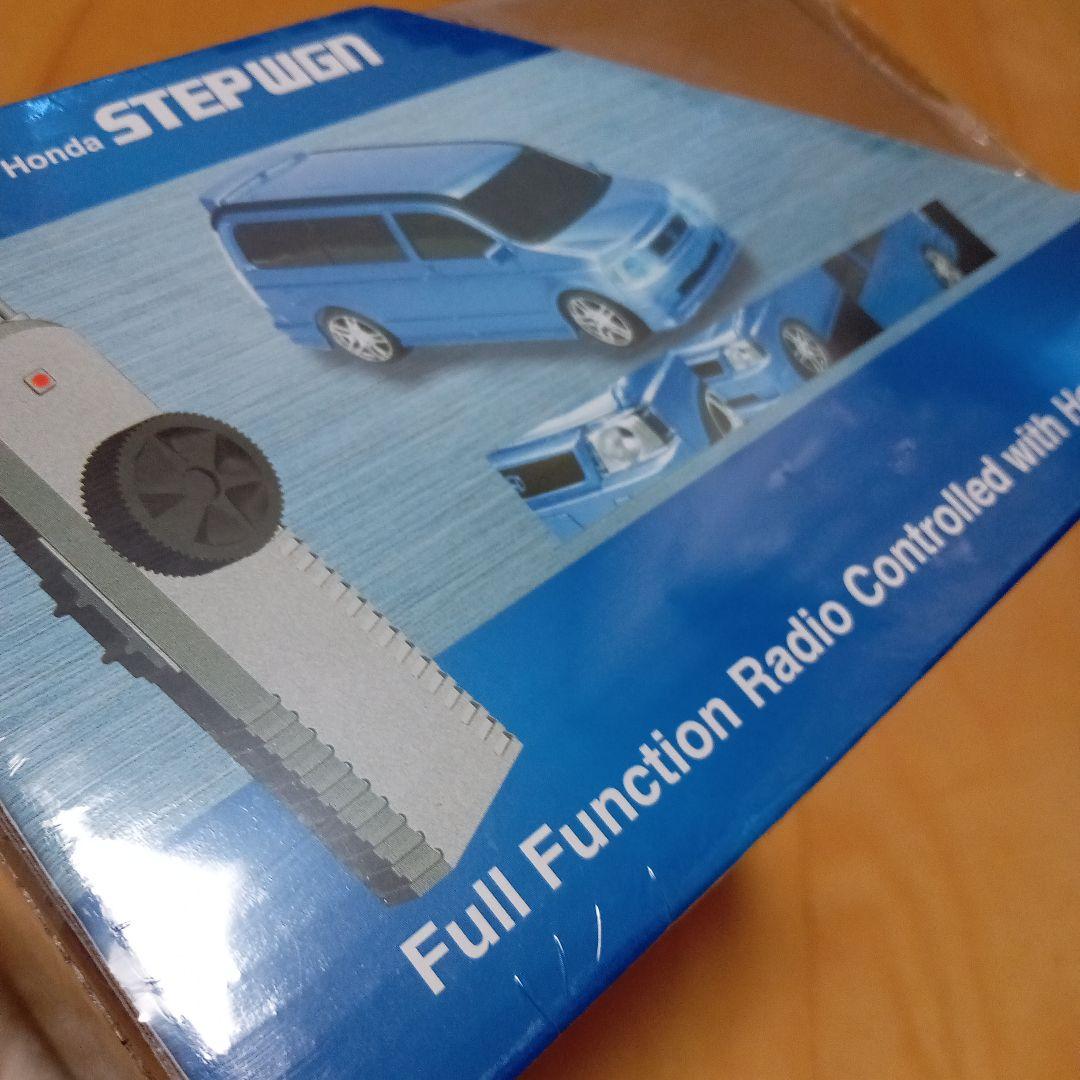 Honda STEPWGN
Full Function Radio Controlled with